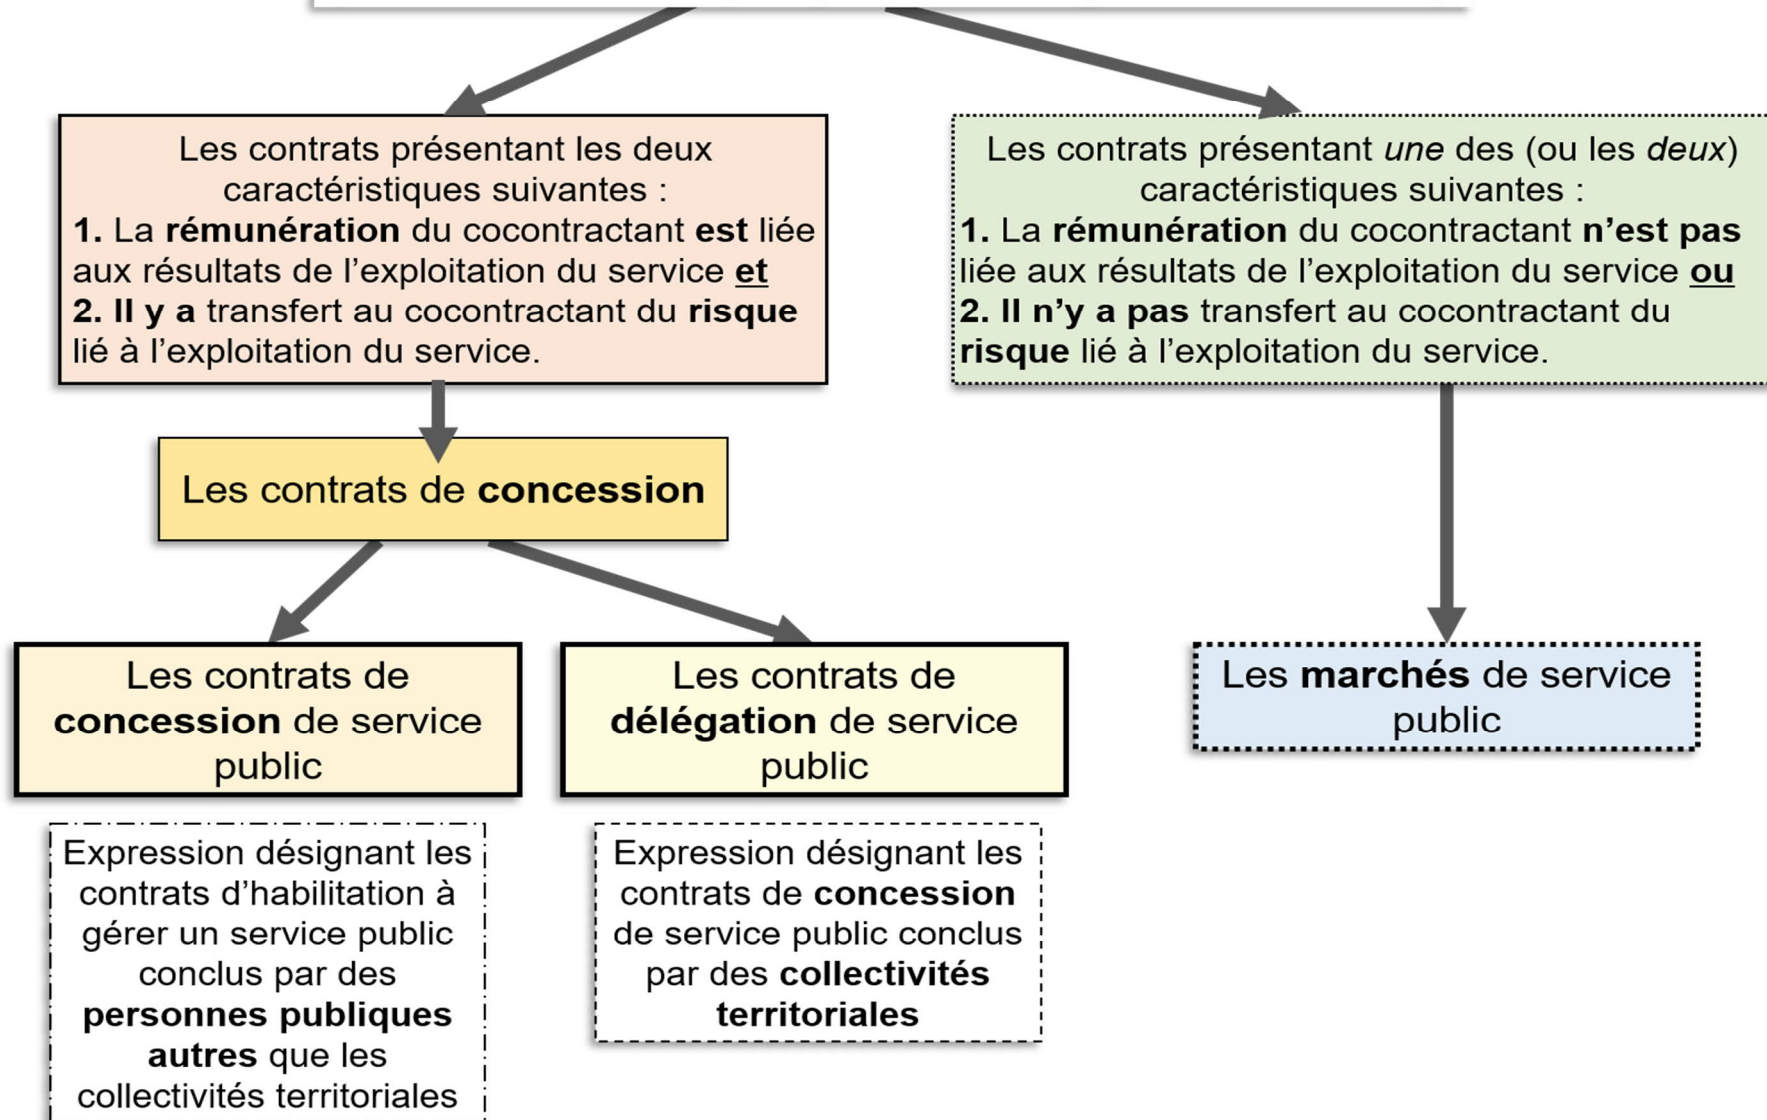 Les contrats présentant les deux
caractéristiques suivantes :
1. La rémunération du cocontractant est liée
aux résultats de l’exploitation du service et
2. Il y a transfert au cocontractant du risque
lié à l’exploitation du service.
Les contrats présentant une des (ou les deux)
caractéristiques suivantes :
1. La rémunération du cocontractant n’est pas
liée aux résultats de l’exploitation du service ou
2. Il n’y a pas transfert au cocontractant du
risque lié à l’exploitation du service.
Les contrats de concession
Les contrats de
concession de service
public
Les contrats de
délégation de service
public
Les marchés de service
public
Expression désignant les
contrats d’habilitation à
gérer un service public
conclus par des
personnes publiques
autres que les
collectivités territoriales
Expression désignant les
contrats de concession
de service public conclus
par des collectivités
territoriales